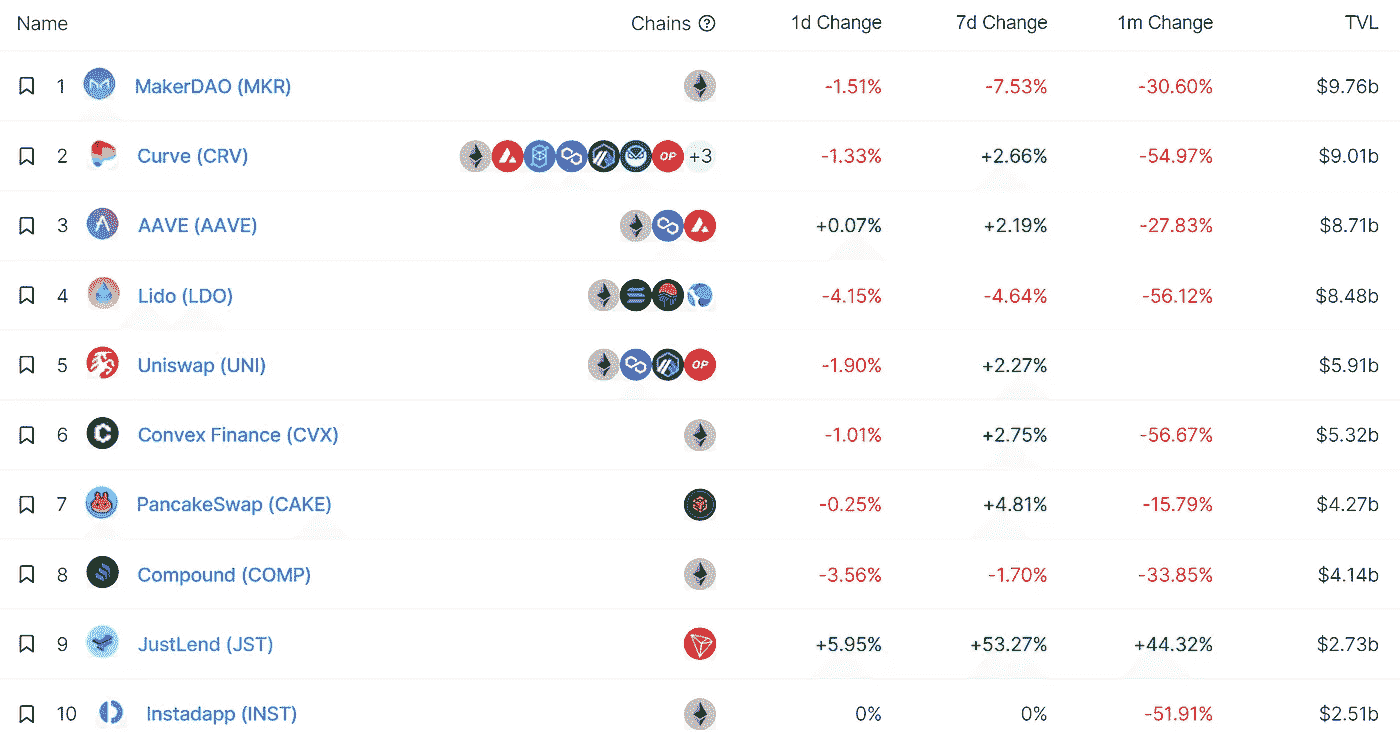 Name Chains ? 1d Change 7d Change 1m Change TVL
1 MakerDAO (MKR) -1.51% -7.53% -30.60% $9.76b
2 Curve (CRV) OP +3 -1.33% +2.66% -54.97% $9.01b
3 AAVE (AAVE) +0.07% +2.19% -27.83% $8.71b
4 Lido (LDO) -4.15% -4.64% -56.12% $8.48b
5 Uniswap (UNI) OP -1.90% +2.27% $5.91b
6 Convex Finance (CVX) -1.01% +2.75% -56.67% $5.32b
7 PancakeSwap (CAKE) -0.25% +4.81% -15.79% $4.27b
8 Compound (COMP) -3.56% -1.70% -33.85% $4.14b
9 JustLend (JST) +5.95% +53.27% +44.32% $2.73b
10 Instadapp (INST) 0% 0% -51.91% $2.51b